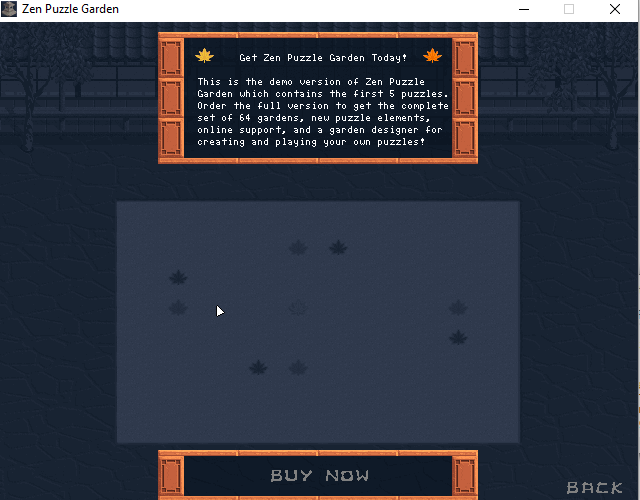 Zen Puzzle Garden
Get Zen Puzzle Garden Today!
This is the demo version of Zen Puzzle
Garden which contains the first 5 puzzles.
Order the full version to get the complete
set of 64 gardens, new puzzle elements,
online support, and a garden designer for
creating and playing your own puzzles!
BUY NOW
BACK